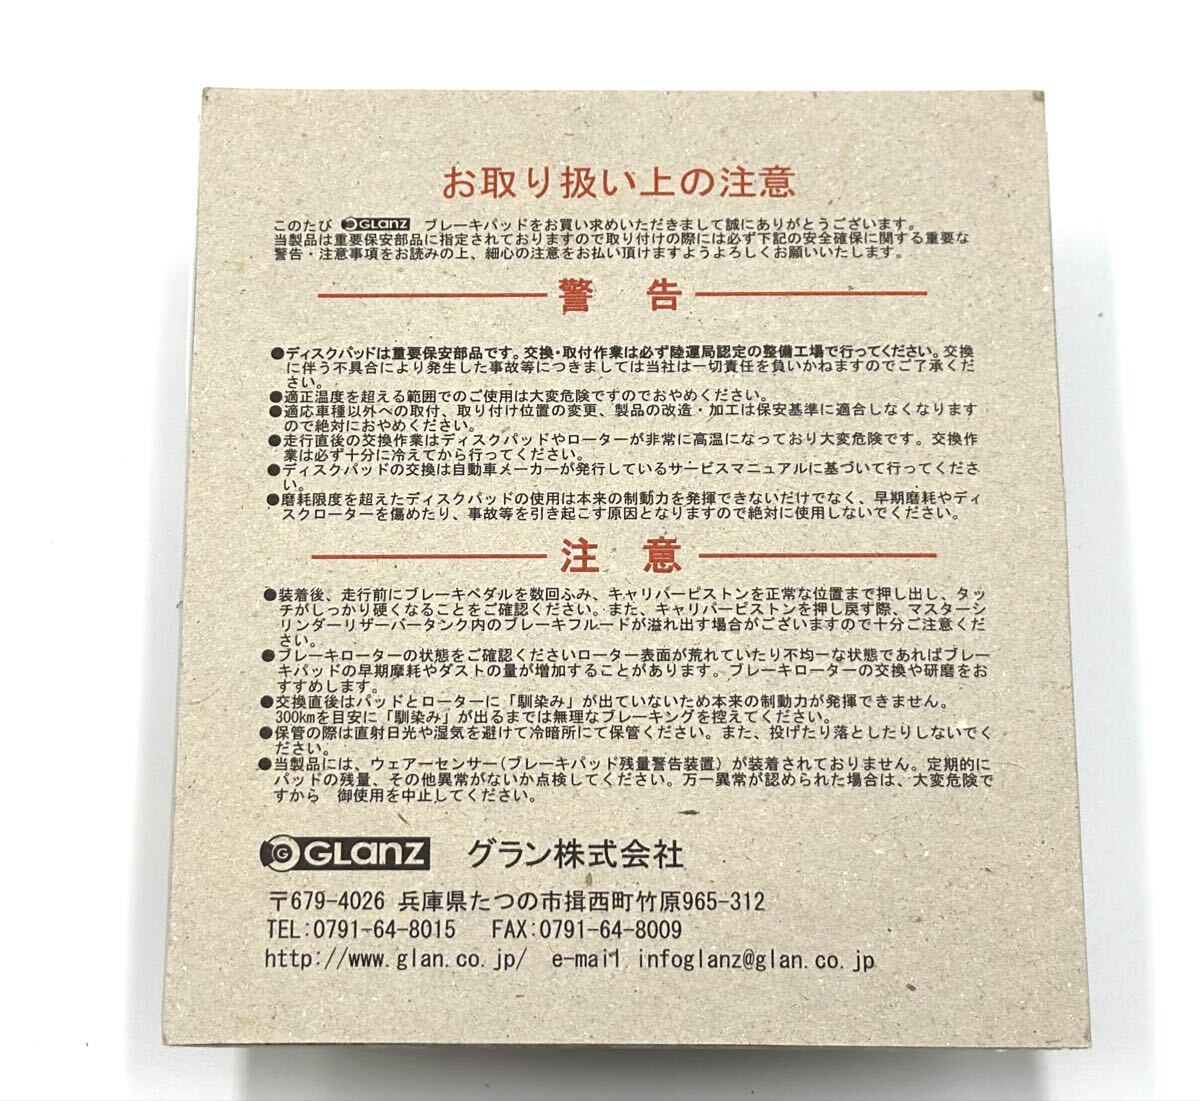 お取り扱い上の注意
このたび GLanz ブレーキパッドをお買い求めいただきまして誠にありがとうございます。
当製品は重要保安部品に指定されておりますので取り付けの際には必ず下記の安全確保に関する重要な
警告・注意事項をお読みの上、細心の注意をお払い頂けますようよろしくお願いいたします。
警 告
●ディスクパッドは重要保安部品です。交換・取付作業は必ず陸運局認定の整備工場で行ってください。交換
に伴う不具合により発生した事故等につきましては当社は一切責任を負いかねますのでご了承くだ
さい。
●適正温度を超える範囲でのご使用は大変危険ですのでおやめください。
●適応車種以外への取付、取り付け位置の変更、製品の改造・加工は保安基準に適合しなくなります
ので絶対におやめください。
●走行直後の交換作業はディスクパッドやローターが非常に高温になっており大変危険です。交換作
業は必ず十分に冷えてから行ってください。
●ディスクパッドの交換は自動車メーカーが発行しているサービスマニュアルに基づいて行ってくださ
い。
●磨耗限度を超えたディスクパッドの使用は本来の制動力を発揮できないだけでなく、早期磨耗やディ
スクローターを傷めたり、事故等を引き起こす原因となりますので絶対に使用しないでください。
注 意
●装着後、走行前にブレーキペダルを数回ふみ、キャリパーピストンを正常な位置まで押し出し、タッ
チがしっかり硬くなることをご確認ください。また、キャリパーピストンを押し戻す際、マスターシ
リンダーリザーバータンク内のブレーキフルードが溢れ出す場合がございますので十分ご注意くだ
さい。
●ブレーキローターの状態をご確認くださいローター表面が荒れていたり不均一な状態であればブレー
キパッドの早期摩耗やダストの量が増加することがあります。ブレーキローターの交換や研磨をお
すすめします。
●交換直後はパッドとローターに「馴染み」が出ていないため本来の制動力が発揮できません。
300kmを目安に「馴染み」が出るまでは無理なブレーキングを控えてください。
●保管の際は直射日光や湿気を避けて冷暗所にて保管ください。また、投げたり落としたりしないでく
ださい。
●当製品には、ウェアーセンサー(ブレーキパッド残量警告装置)が装着されておりません。定期的に
パッドの残量、その他異常がないか点検してください。万一異常が認められた場合は、大変危険で
すから 御使用を中止してください。
GLanz グラン株式会社
〒679-4026 兵庫県たつの市揖西町竹原965-312
TEL:0791-64-8015 FAX:0791-64-8009
http://www.glan.co.jp/ e-mail infoglanz@glan.co.jp